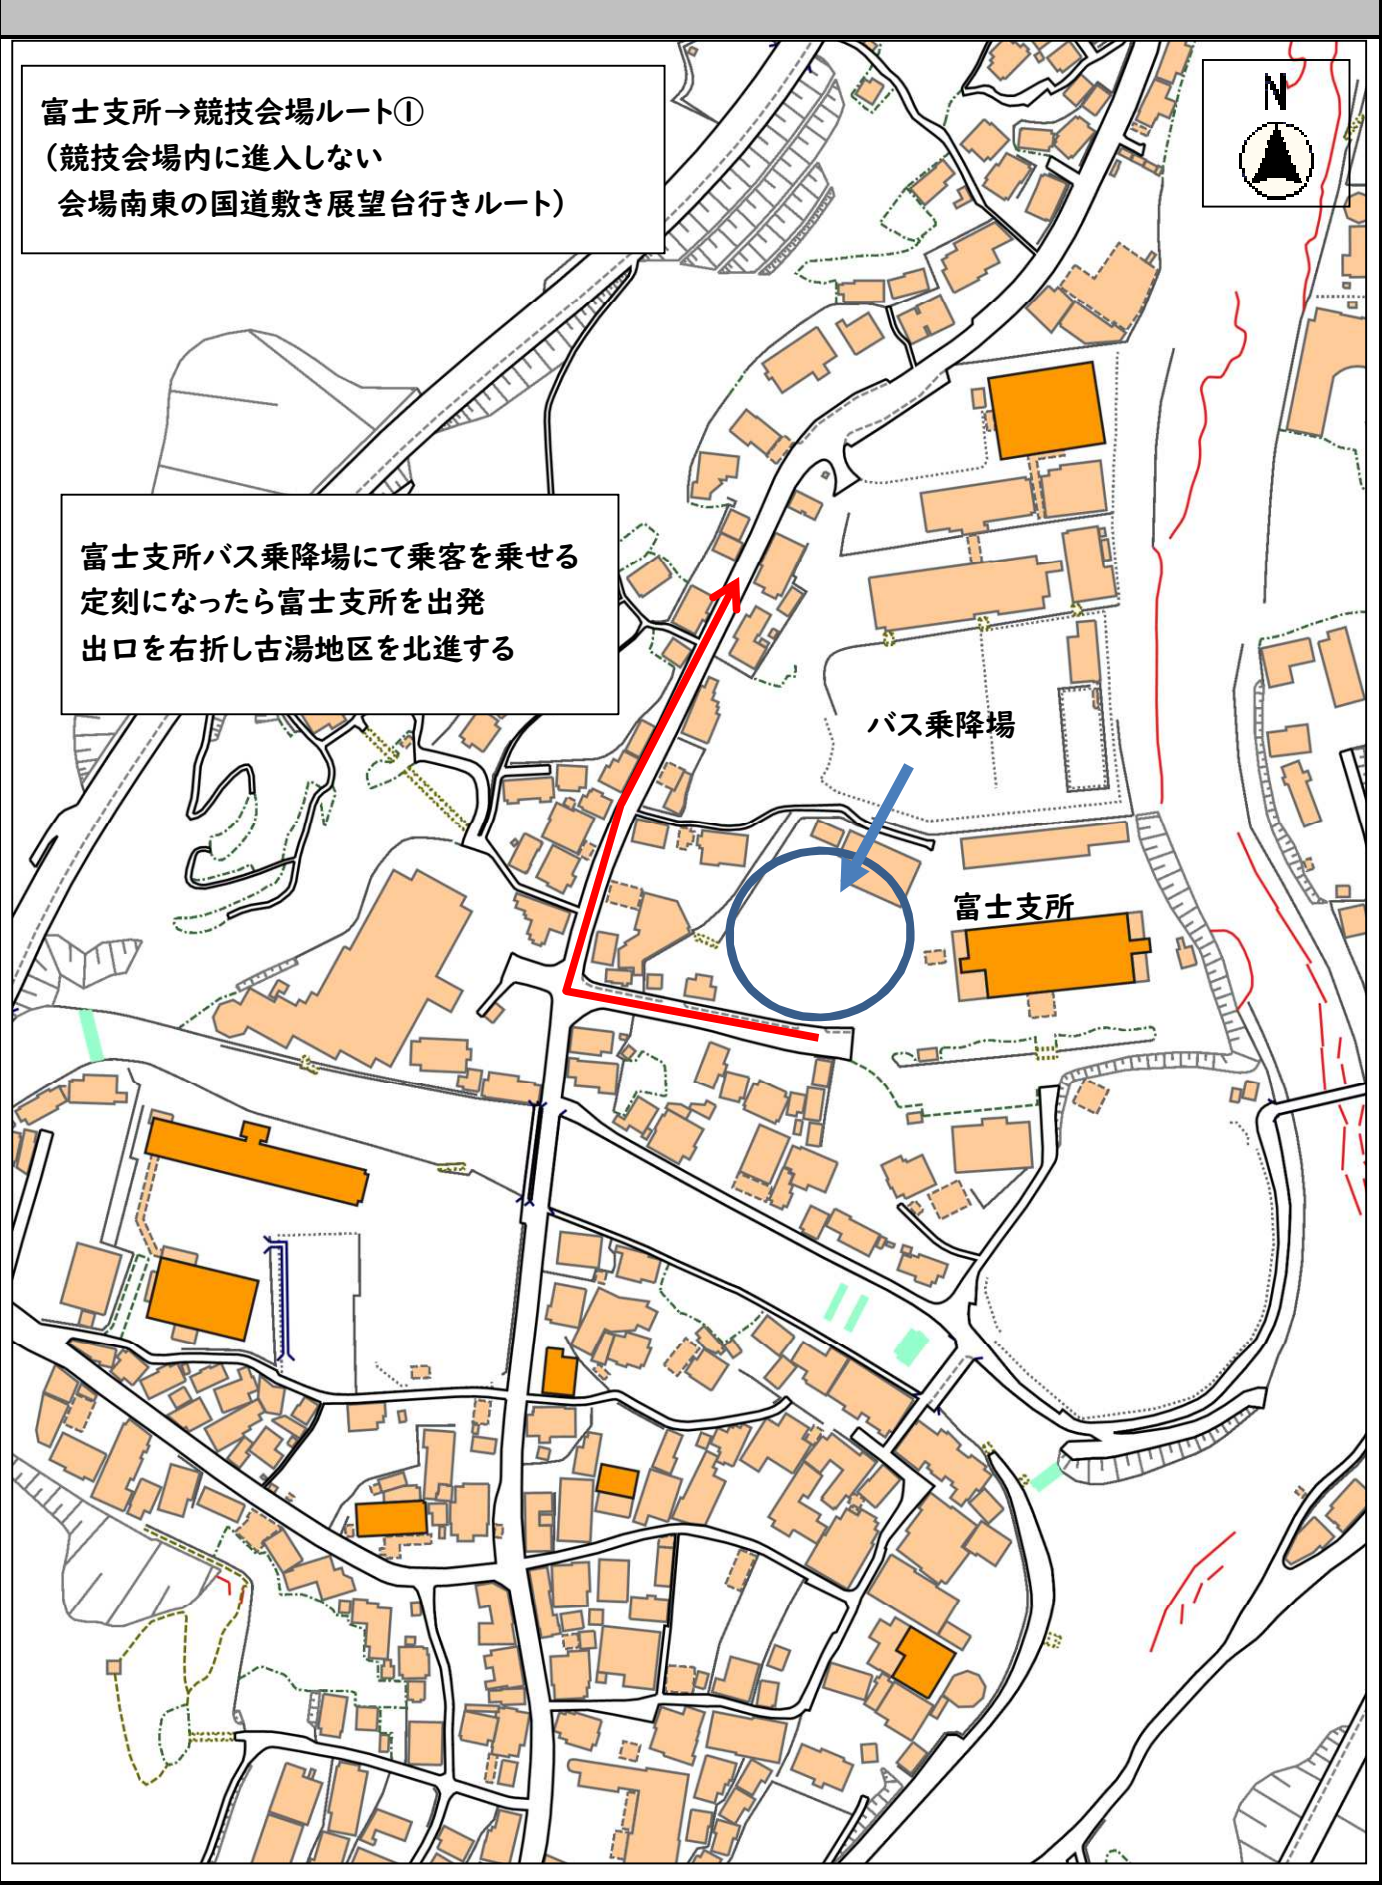 富士支所→競技会場ルート①
（競技会場内に進入しない
会場南東の国道敷き展望台行きルート）
N
富士支所バス乗降場にて乗客を乗せる
定刻になったら富士支所を出発
出口を右折し古湯地区を北進する
バス乗降場
富士支所